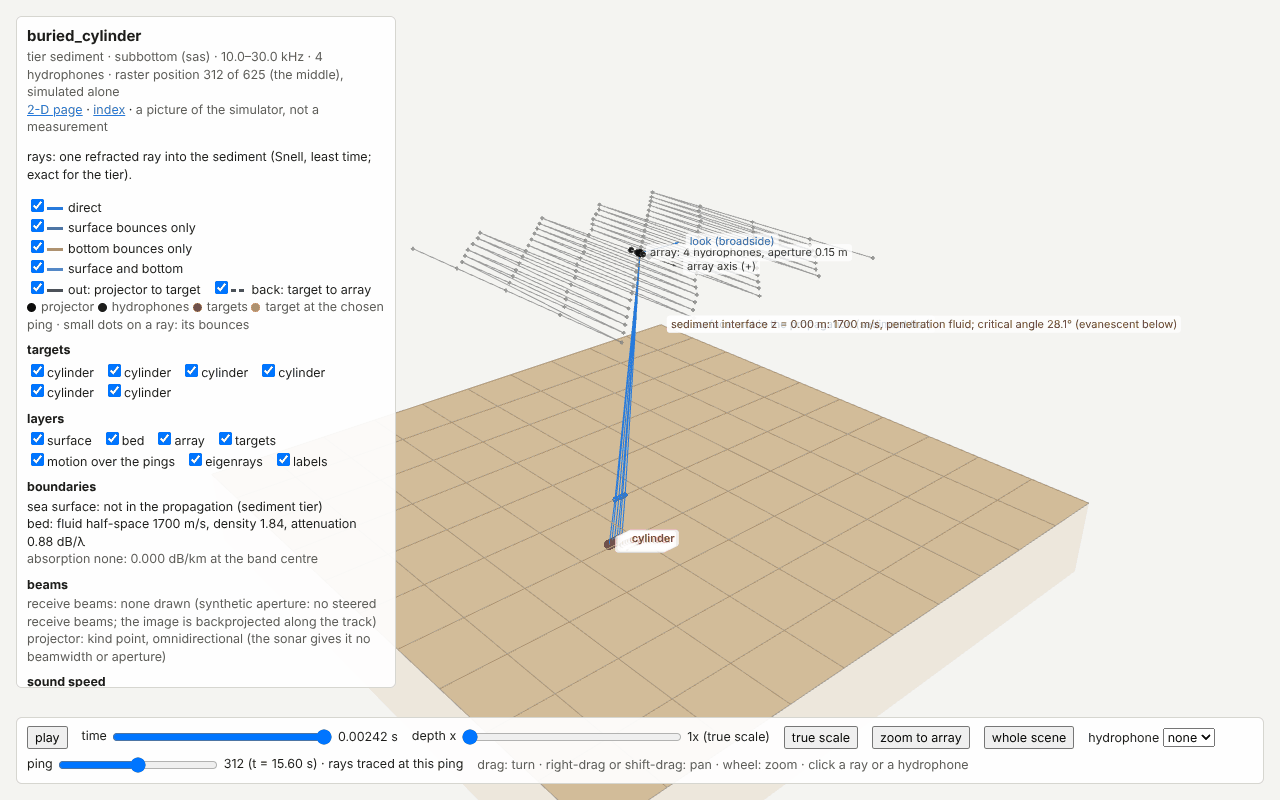 buried_cylinder
tier sediment · subbottom (sas) · 10.0–30.0 kHz · 4
hydrophones · raster position 312 of 625 (the middle),
simulated alone
2-D page · index · a picture of the simulator, not a
measurement
rays: one refracted ray into the sediment (Snell, least time;
exact for the tier).
direct
surface bounces only
bottom bounces only
surface and bottom
out: projector to target back: target to array
projector hydrophones targets target at the chosen
ping · small dots on a ray: its bounces
targets
cylinder cylinder cylinder cylinder
cylinder cylinder
layers
surface bed array targets
motion over the pings eigenrays labels
boundaries
sea surface: not in the propagation (sediment tier)
bed: fluid half-space 1700 m/s, density 1.84, attenuation
0.88 dB/λ
absorption none: 0.000 dB/km at the band centre
beams
receive beams: none drawn (synthetic aperture: no steered
receive beams; the image is backprojected along the track)
projector: kind point, omnidirectional (the sonar gives it no
beamwidth or aperture)
sound speed
look (broadside)
array: 4 hydrophones, aperture 0.15 m
array axis (+)
sediment interface z = 0.00 m: 1700 m/s, penetration fluid; critical angle 28.1° (evanescent below)
cylinder
play time 0.00242 s depth x 1x (true scale) true scale zoom to array whole scene hydrophone none
ping 312 (t = 15.60 s) · rays traced at this ping drag: turn · right-drag or shift-drag: pan · wheel: zoom · click a ray or a hydrophone